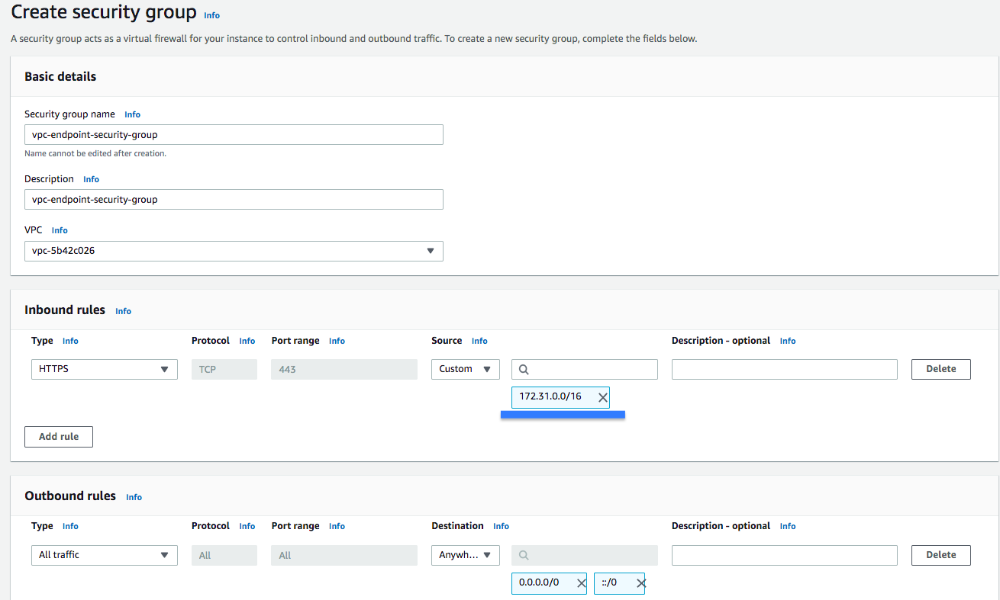 Create security group Info
A security group acts as a virtual firewall for your instance to control inbound and outbound traffic. To create a new security group, complete the fields below.
Basic details
Security group name Info
vpc-endpoint-security-group
Name cannot be edited after creation.
Description Info
vpc-endpoint-security-group
VPC Info
vpc-5b42c026
Inbound rules Info
Type Info Protocol Info Port range Info Source Info Description - optional Info
HTTPS TCP 443 Custom Delete
172.31.0.0/16
Add rule
Outbound rules Info
Type Info Protocol Info Port range Info Destination Info Description - optional Info
All traffic All All Anywh... Delete
0.0.0.0/0 ::/0